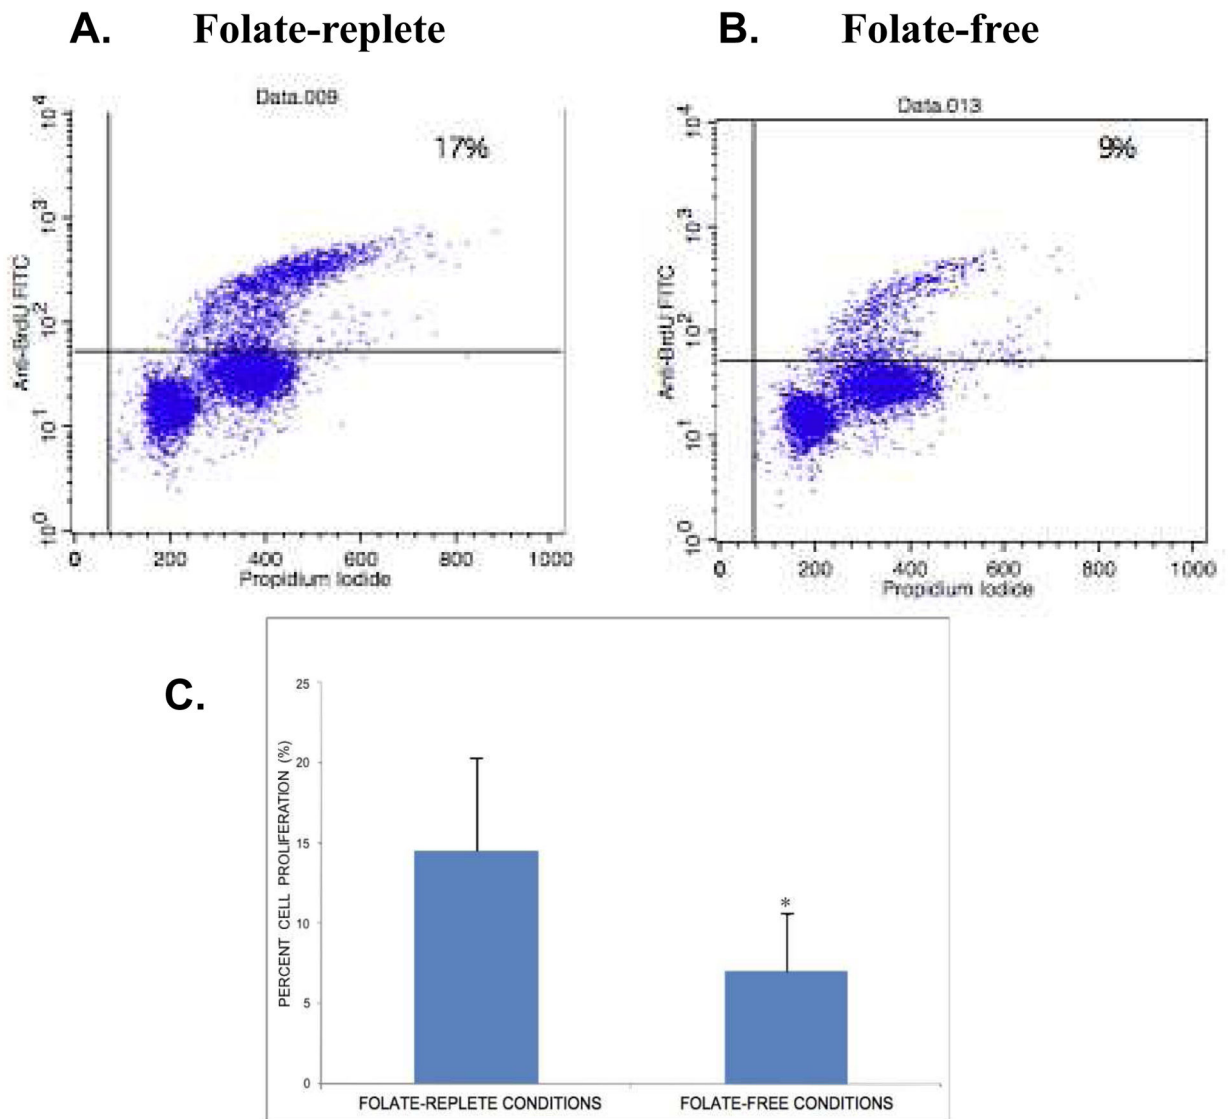 A. Folate-replete
B. Folate-free
Data.009
17%
Anti-BrdU FITC
10^4
10^3
10^2
10^1
10^0
0 200 400 600 800 1000
Propidium Iodide
Data.013
9%
Anti-BrdU FITC
10^4
10^3
10^2
10^1
10^0
0 200 400 600 800 1000
Propidium Iodide
C.
PERCENT CELL PROLIFERATION (%)
25
20
15
10
5
0
*
FOLATE-REPLETE CONDITIONS FOLATE-FREE CONDITIONS